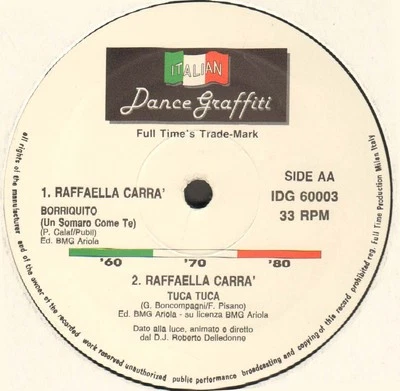 ITALIAN
Dance Graffiti
Full Time's Trade-Mark
SIDE AA
IDG 60003
33 RPM
1. RAFFAELLA CARRA'
BORRIQUITO
(Un Somaro Come Te)
(P. Calaf/Pubil)
Ed. BMG Ariola
'60 '70 '80
2. RAFFAELLA CARRA'
TUCA TUCA
(G. Boncompagni/F. Pisano)
Ed. BMG Ariola - su licenza BMG Ariola
Dato alla luce, animato e diretto
dal D.J. Roberto Delledonne
all rights of the manufacturer and of the owner of the recorded work reserved unauthorized public performance broadcasting and copying of this record prohibited reg. Full Time Production Milan Italy